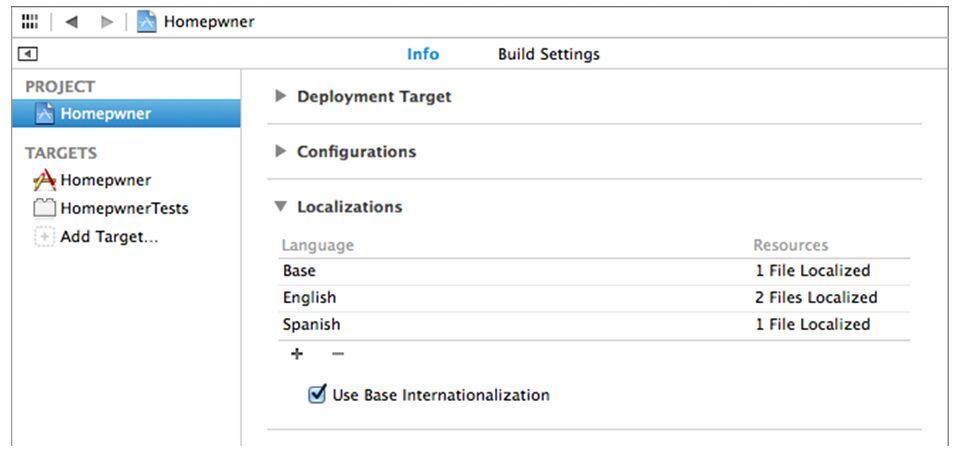 Homepwner
Info Build Settings
PROJECT
Homepwner
TARGETS
Homepwner
HomepwnerTests
Add Target...
Deployment Target
Configurations
Localizations
Language Resources
Base 1 File Localized
English 2 Files Localized
Spanish 1 File Localized
Use Base Internationalization